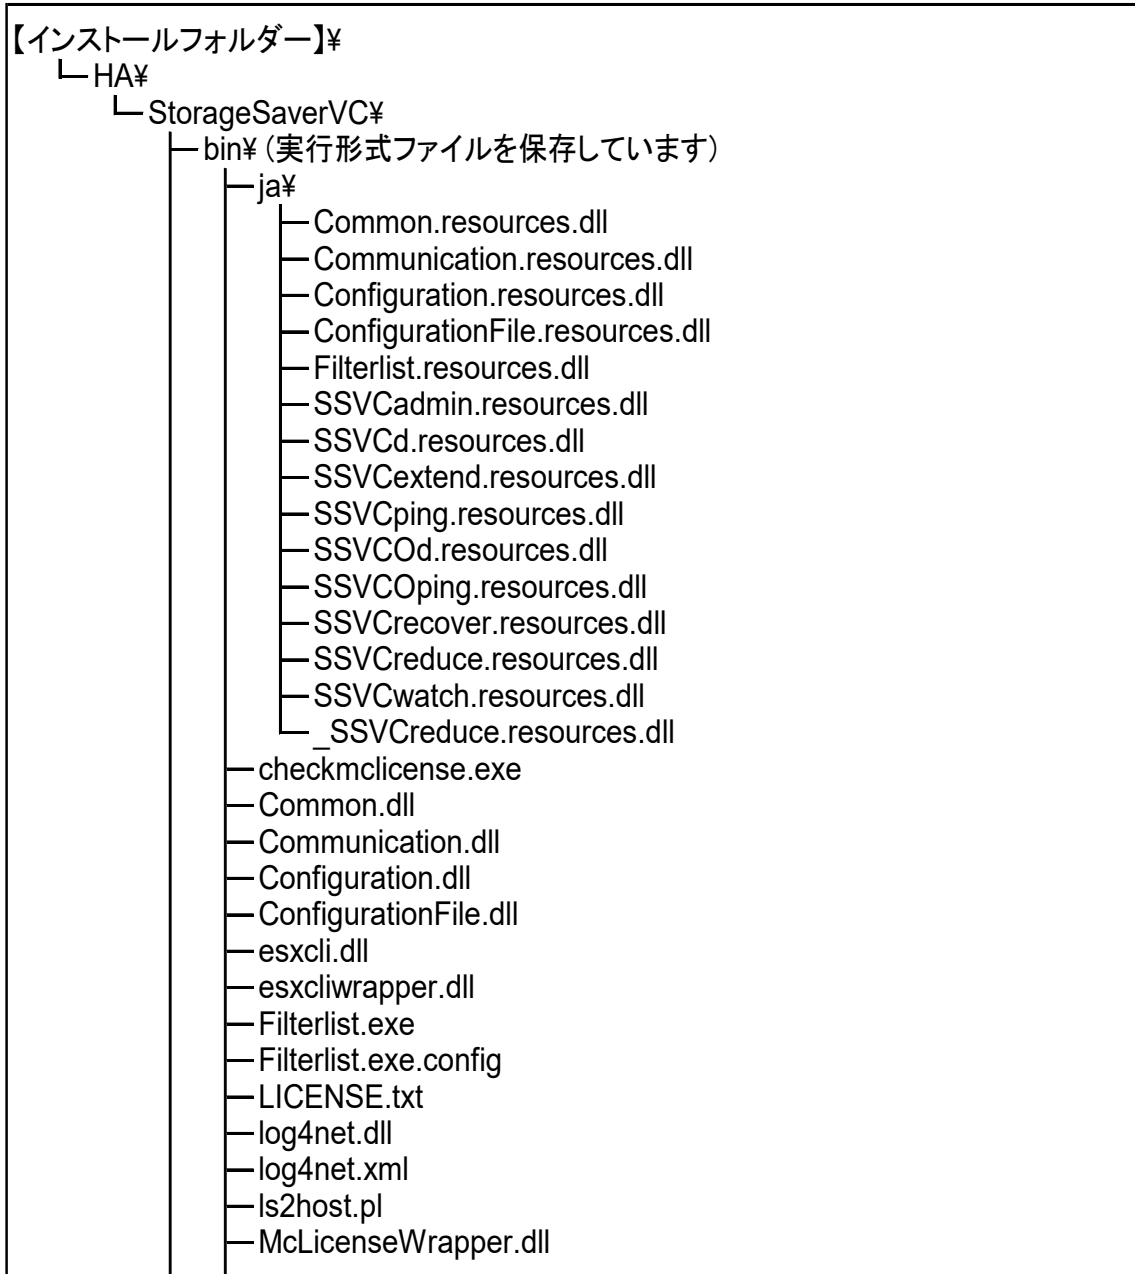 【インストールフォルダー】¥
HA¥
StorageSaverVC¥
bin¥ (実行形式ファイルを保存しています)
ja¥
Common.resources.dll
Communication.resources.dll
Configuration.resources.dll
ConfigurationFile.resources.dll
Filterlist.resources.dll
SSVCadmin.resources.dll
SSVCd.resources.dll
SSVCextend.resources.dll
SSVCping.resources.dll
SSVCOd.resources.dll
SSVCOping.resources.dll
SSVCrecover.resources.dll
SSVCreduce.resources.dll
SSVCwatch.resources.dll
_SSVCreduce.resources.dll
checkmclicense.exe
Common.dll
Communication.dll
Configuration.dll
ConfigurationFile.dll
esxcli.dll
esxcliwrapper.dll
Filterlist.exe
Filterlist.exe.config
LICENSE.txt
log4net.dll
log4net.xml
ls2host.pl
McLicenseWrapper.dll